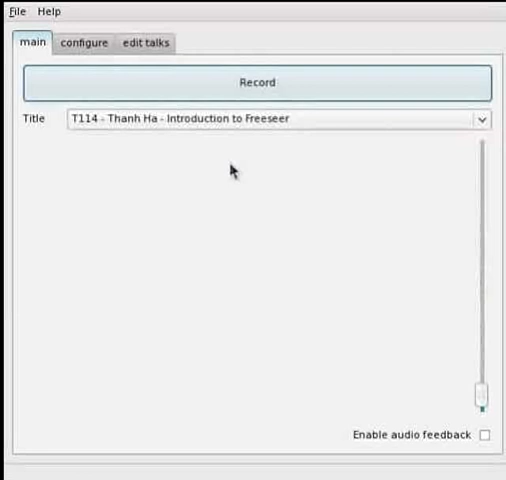 File Help
main configure edit talks
Record
Title T114 - Thanh Ha - Introduction to Freeseer
Enable audio feedback